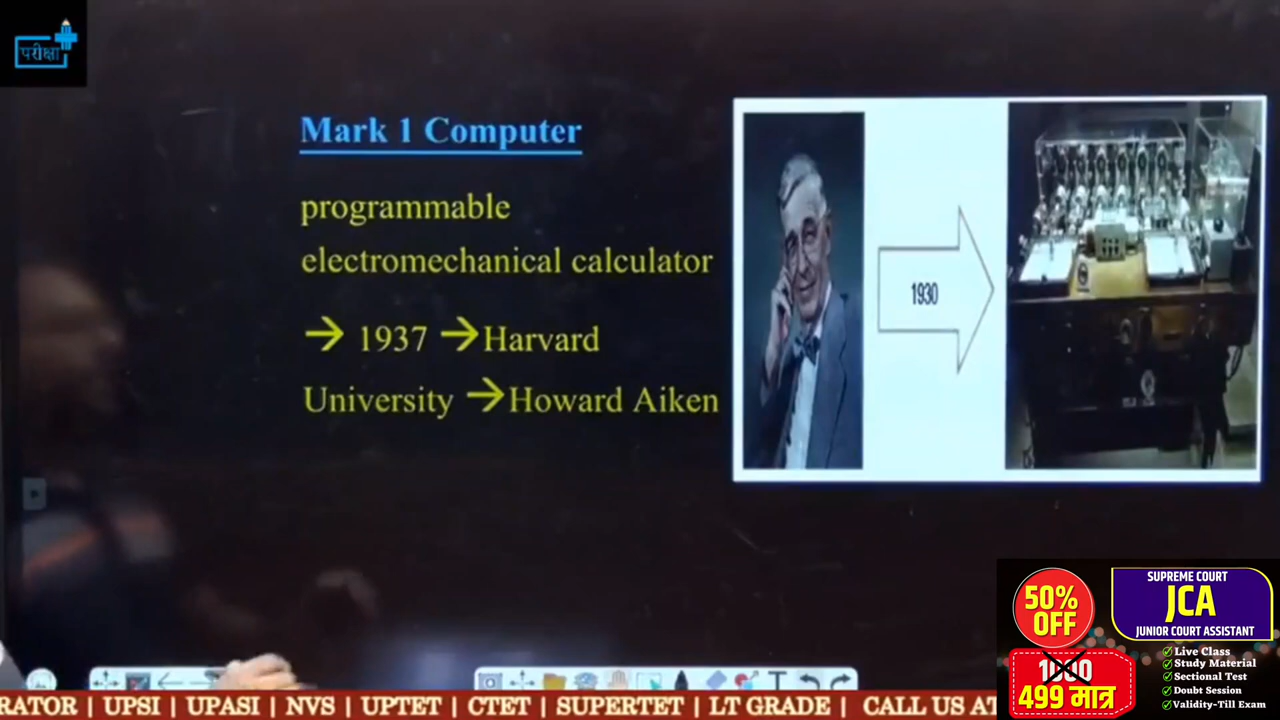 परीक्षा
Mark 1 Computer
programmable
electromechanical calculator
→ 1937 → Harvard
University → Howard Aiken
1930
50%
OFF
1000
499 मात्र
SUPREME COURT
JCA
JUNIOR COURT ASSISTANT
Live Class
Study Material
Sectional Test
Doubt Session
Validity-Till Exam
RATOR | UPSI | UPASI | NVS | UPTET | CTET | SUPERTET | LT GRADE | CALL US AT